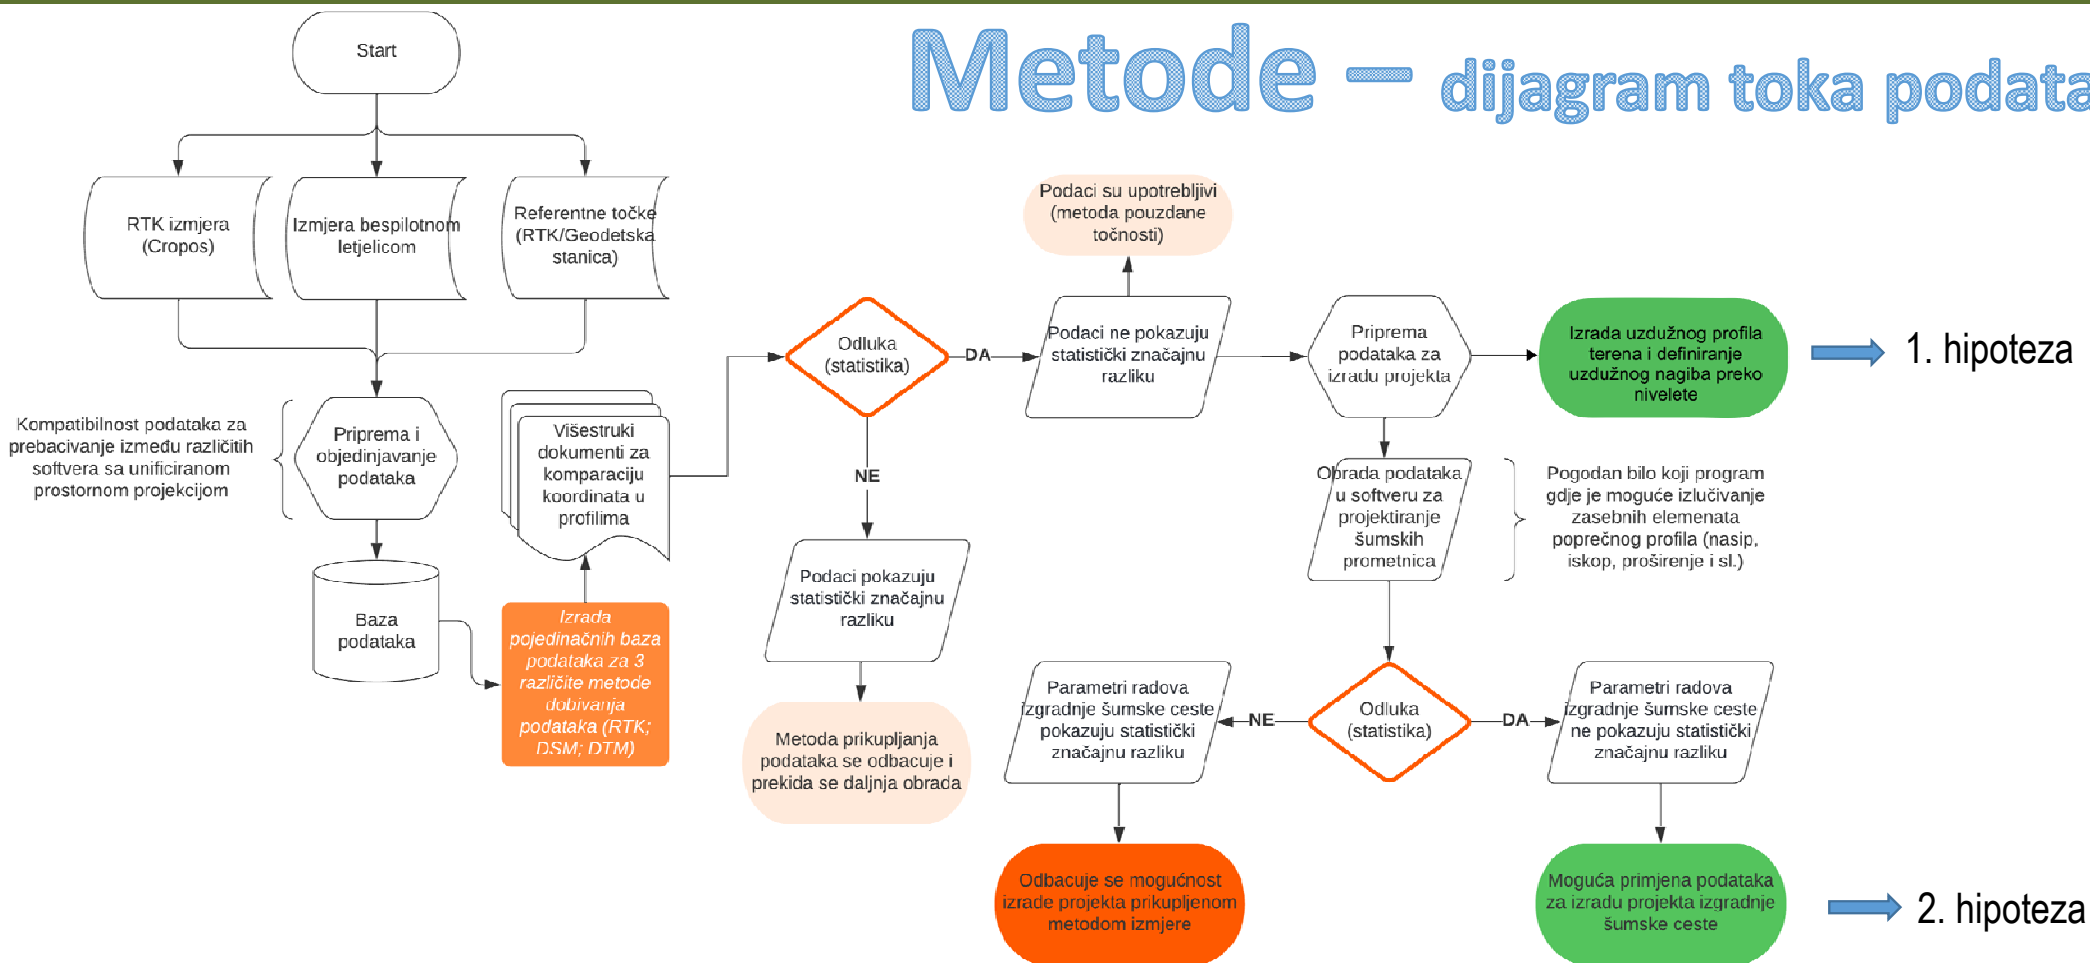 Metode – dijagram toka podata
Start
RTK izmjera
(Cropos)
Izmjera bespilotnom
letjelicom
Referentne točke
(RTK/Geodetska
stanica)
Kompatibilnost podataka za
prebacivanje između različitih
softvera sa unificiranom
prostornom projekcijom
Priprema i
objedinjavanje
podataka
Baza
podataka
Izrada
pojedinačnih baza
podataka za 3
različite metode
dobivanja
podataka (RTK;
DSM; DTM)
Višestruki
dokumenti za
komparaciju
koordinata u
profilima
Odluka
(statistika)
DA
NE
Podaci pokazuju
statistički značajnu
razliku
Metoda prikupljanja
podataka se odbacuje i
prekida se daljnja obrada
Podaci su upotrebljivi
(metoda pouzdane
točnosti)
Podaci ne pokazuju
statistički značajnu
razliku
Priprema
podataka za
izradu projekta
Izrada uzdužnog profila
terena i definiranje
uzdužnog nagiba preko
nivelete
1. hipoteza
Obrada podataka
u softveru za
projektiranje
šumskih
prometnica
Pogodan bilo koji program
gdje je moguće izlučivanje
zasebnih elemenata
poprečnog profila (nasip,
iskop, proširenje i sl.)
Odluka
(statistika)
NE
DA
Parametri radova
izgradnje šumske ceste
pokazuju statistički
značajnu razliku
Parametri radova
izgradnje šumske ceste
ne pokazuju statistički
značajnu razliku
Odbacuje se mogućnost
izrade projekta prikupljenom
metodom izmjere
Moguća primjena podataka
za izradu projekta izgradnje
šumske ceste
2. hipoteza